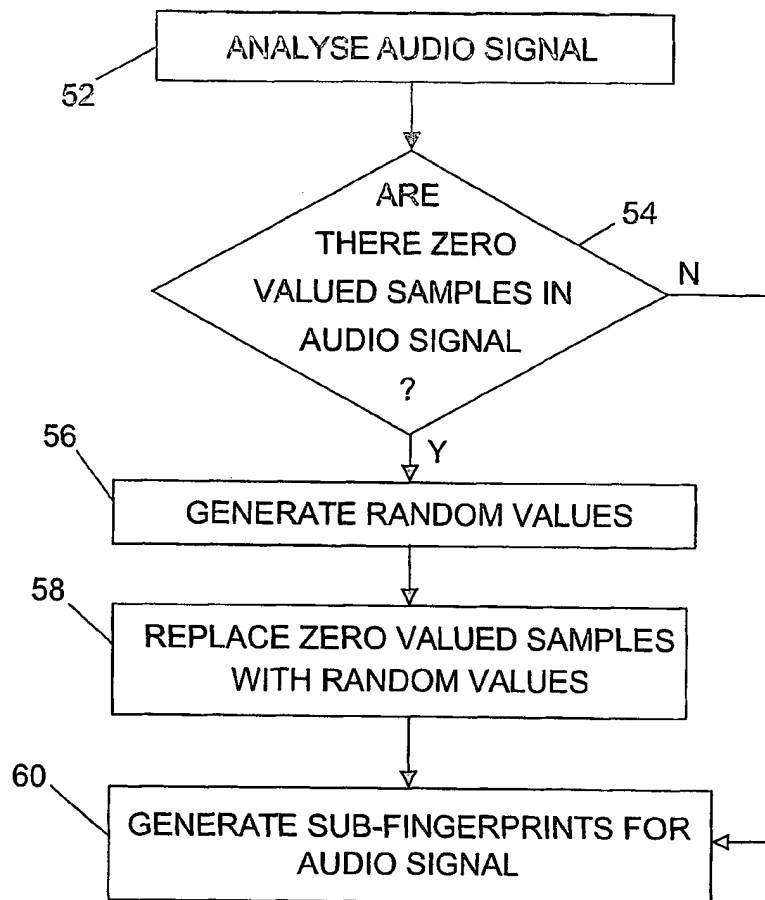 ANALYSE AUDIO SIGNAL
52
ARE
THERE ZERO
VALUED SAMPLES IN
AUDIO SIGNAL
?
54
N
Y
56
GENERATE RANDOM VALUES
58
REPLACE ZERO VALUED SAMPLES
WITH RANDOM VALUES
60
GENERATE SUB-FINGERPRINTS FOR
AUDIO SIGNAL